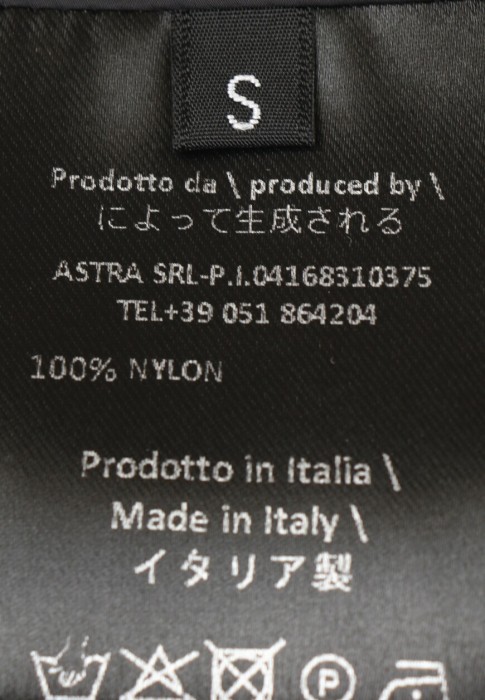 S
Prodotto da \ produced by \
によって生成される
ASTRA SRL-P.I.04168310375
TEL+39 051 864204
100% NYLON
Prodotto in Italia \
Made in Italy \
イタリア製
P